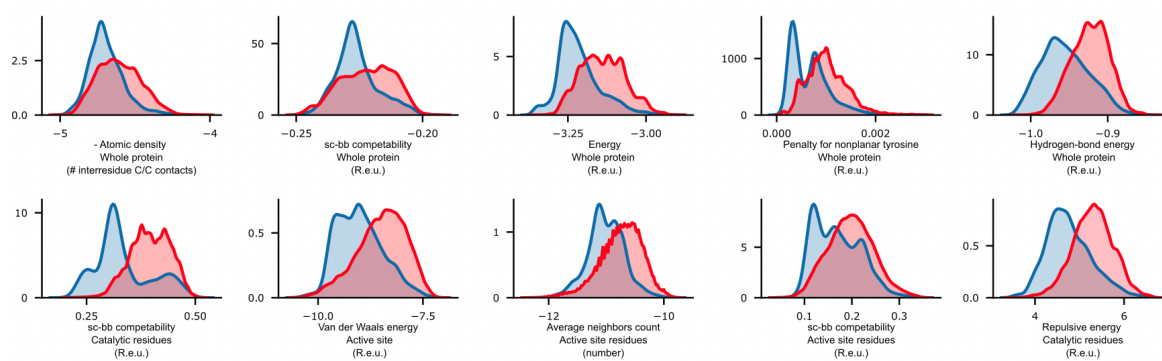 2.5
0.0
−5
−4
- Atomic density
Whole protein
(# interresidue C/C contacts)
50
0
−0.25
−0.20
sc-bb competability
Whole protein
(R.e.u.)
5
0
−3.25
−3.00
Energy
Whole protein
(R.e.u.)
1000
0
0.000
0.002
Penalty for nonplanar tyrosine
Whole protein
(R.e.u.)
10
0
−1.0
−0.9
Hydrogen-bond energy
Whole protein
(R.e.u.)
10
0
0.25
0.50
sc-bb competability
Catalytic residues
(R.e.u.)
0.5
0.0
−10.0
−7.5
Van der Waals energy
Active site
(R.e.u.)
1
0
−12
−10
Average neighbors count
Active site residues
(number)
5
0
0.1
0.2
0.3
sc-bb competability
Active site residues
(R.e.u.)
0.5
0.0
4
6
Repulsive energy
Catalytic residues
(R.e.u.)